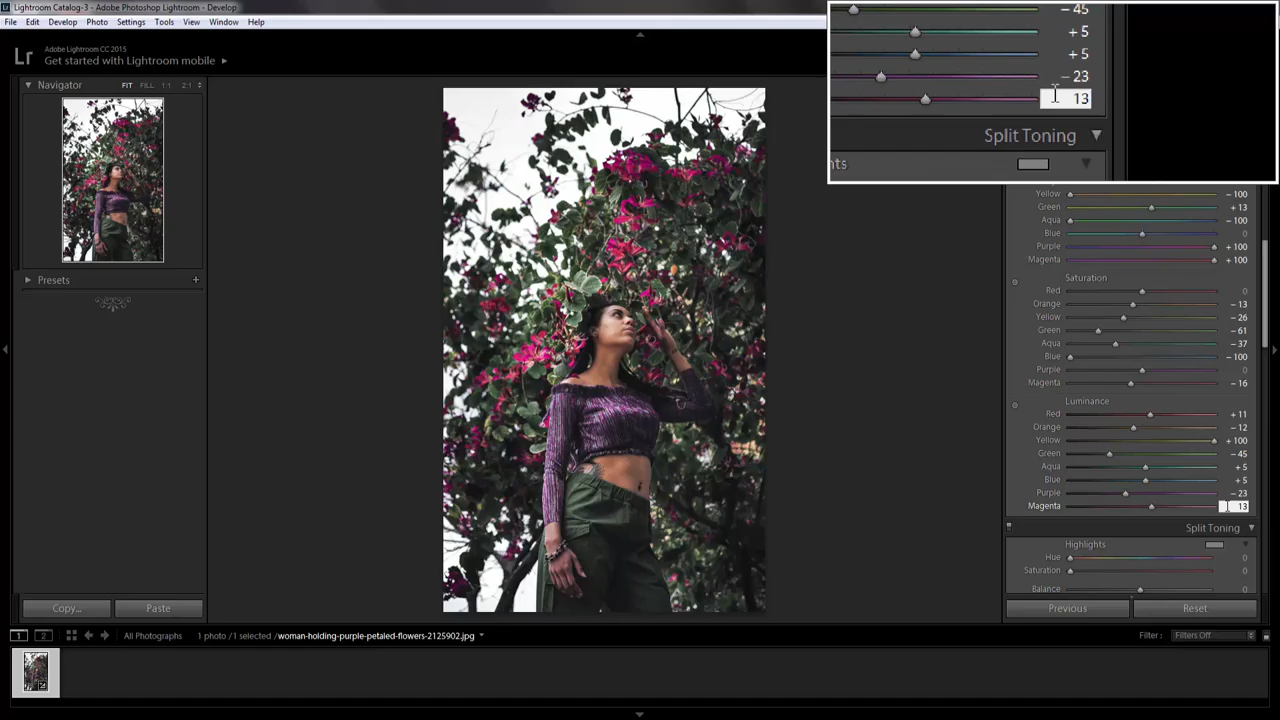 Lightroom Catalog-3 - Adobe Photoshop Lightroom - Develop
File Edit Develop Photo Settings Tools View Window Help
Lr
Adobe Lightroom CC 2015
Get started with Lightroom mobile
Navigator FIT FILL 1:1 2:1
Presets +
Copy... Paste
- 45
+ 5
+ 5
- 23
13
Split Toning
nts
Yellow - 100
Green + 13
Aqua - 100
Blue 0
Purple + 100
Magenta + 100
Saturation
Red 0
Orange - 13
Yellow - 26
Green - 61
Aqua - 37
Blue - 100
Purple 0
Magenta - 16
Luminance
Red + 11
Orange - 12
Yellow + 100
Green - 45
Aqua + 5
Blue + 5
Purple - 23
Magenta 13
Split Toning
Highlights
Hue 0
Saturation 0
Balance 0
Previous Reset
1 2 All Photographs 1 photo /1 selected /woman-holding-purple-petaled-flowers-2125902.jpg Filter : Filters Off